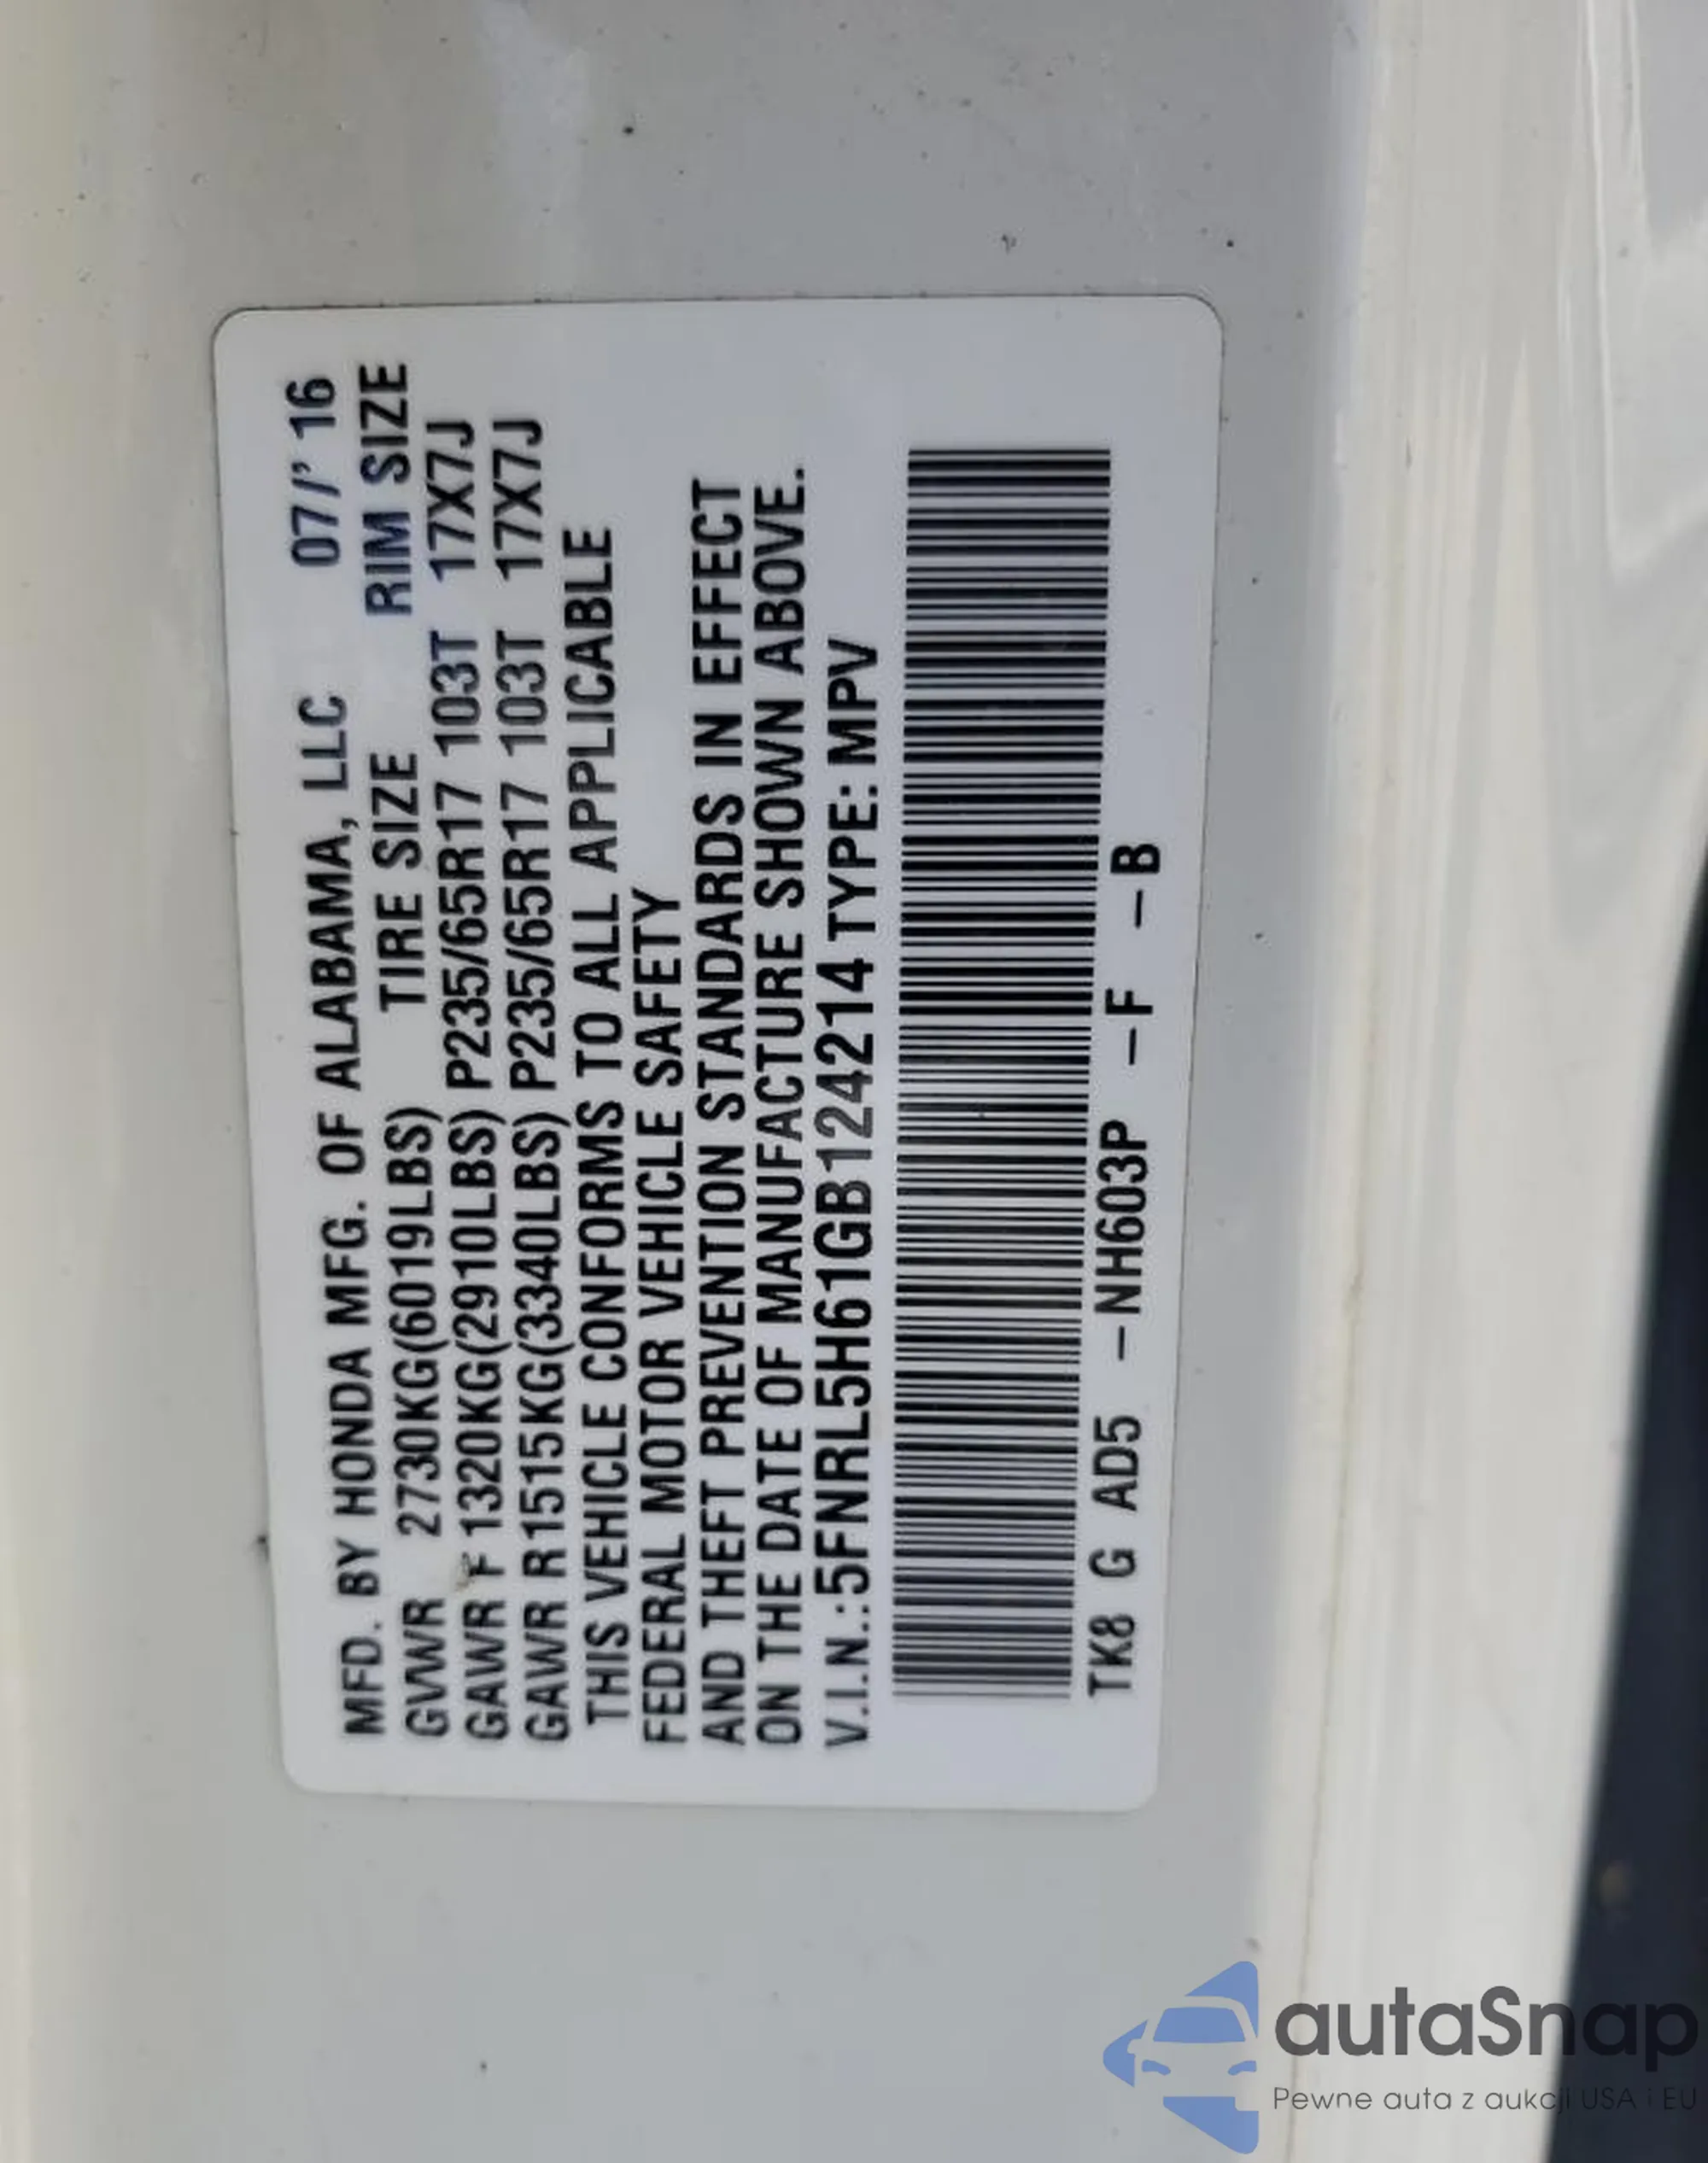 MFD. BY HONDA MFG. OF ALABAMA, LLC 07/'16
TIRE SIZE RIM SIZE
GVWR 2730KG(6019LBS)
GAWR F 1320KG(2910LBS) P235/65R17 103T 17X7J
GAWR R1515KG(3340LBS) P235/65R17 103T 17X7J
THIS VEHICLE CONFORMS TO ALL APPLICABLE
FEDERAL MOTOR VEHICLE SAFETY
AND THEFT PREVENTION STANDARDS IN EFFECT
ON THE DATE OF MANUFACTURE SHOWN ABOVE.
V.I.N.:5FNRL5H61GB124214 TYPE: MPV
TK8 G AD5 –NH603P –F –B
autaSnap
Pewne auta z aukcji USA i EU